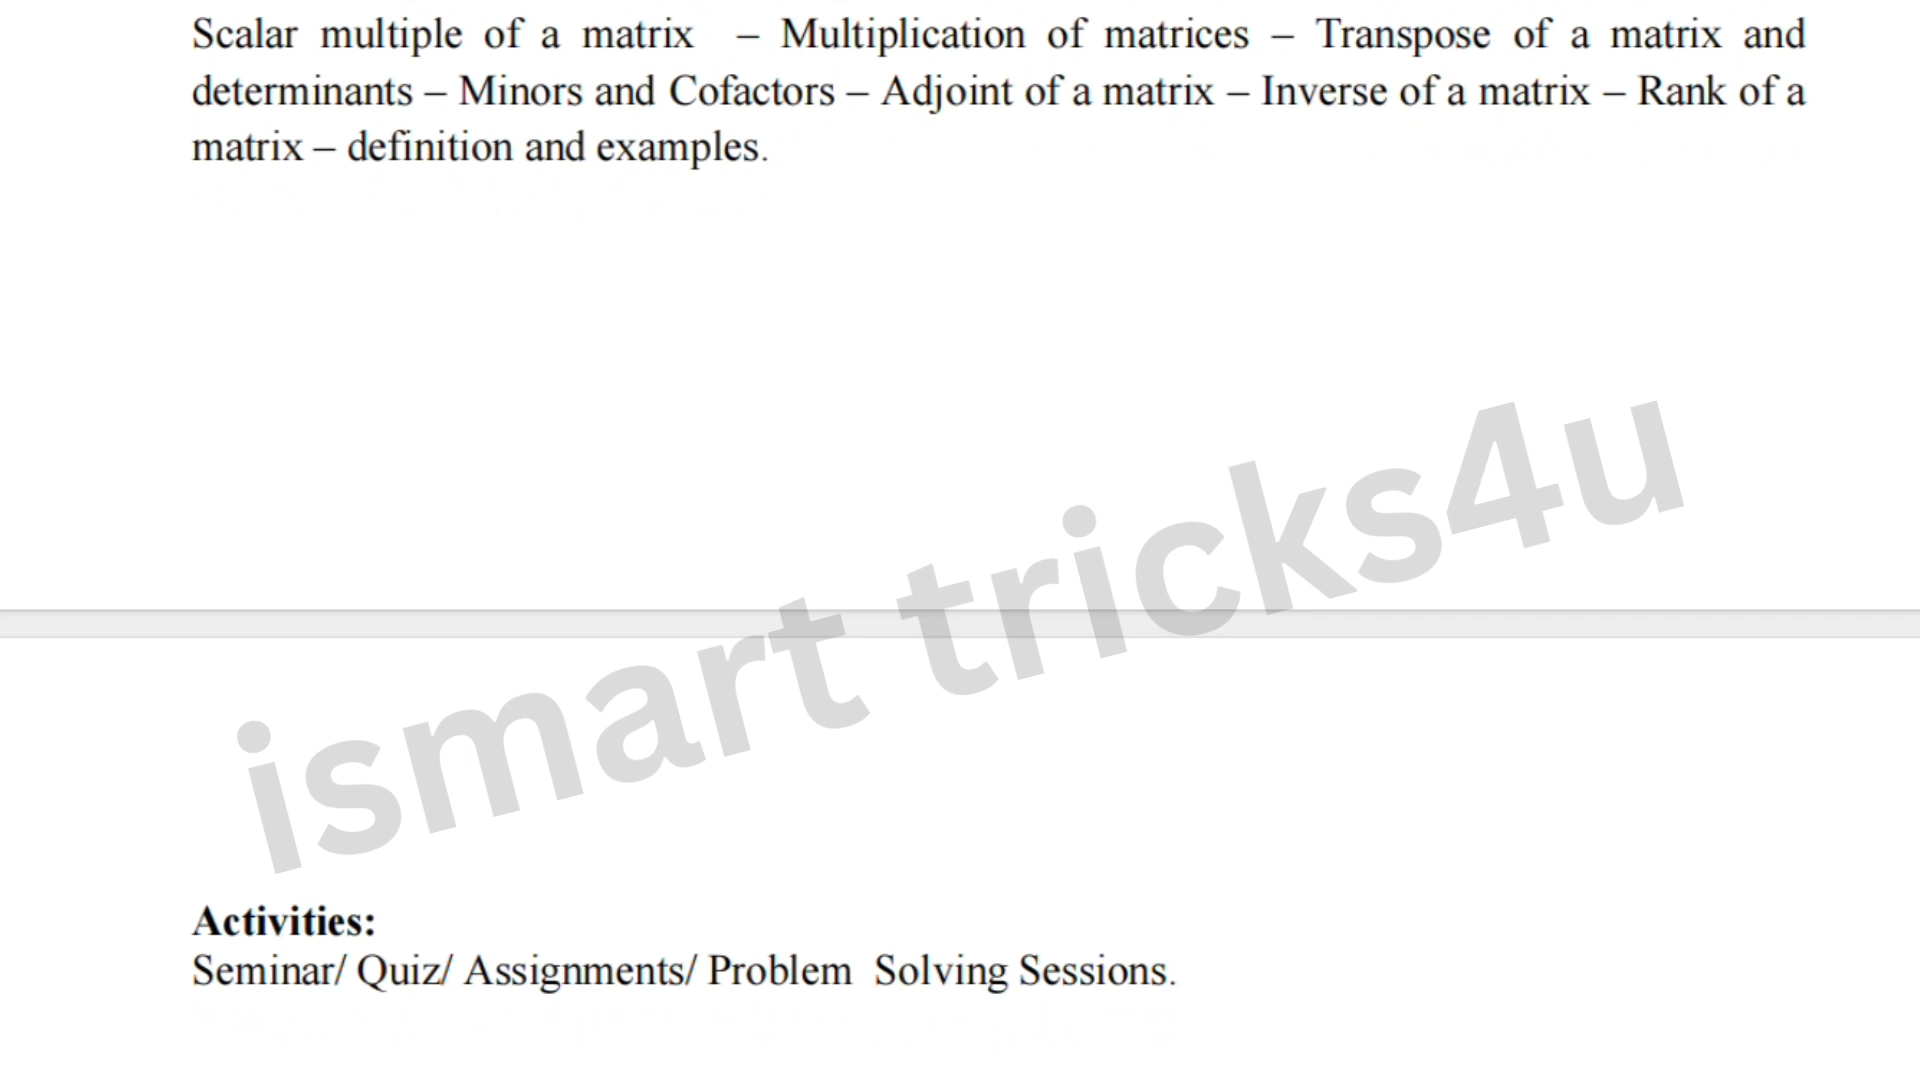 Scalar multiple of a matrix – Multiplication of matrices – Transpose of a matrix and
determinants – Minors and Cofactors – Adjoint of a matrix – Inverse of a matrix – Rank of a
matrix – definition and examples.
ismart tricks4u
Activities:
Seminar/ Quiz/ Assignments/ Problem Solving Sessions.